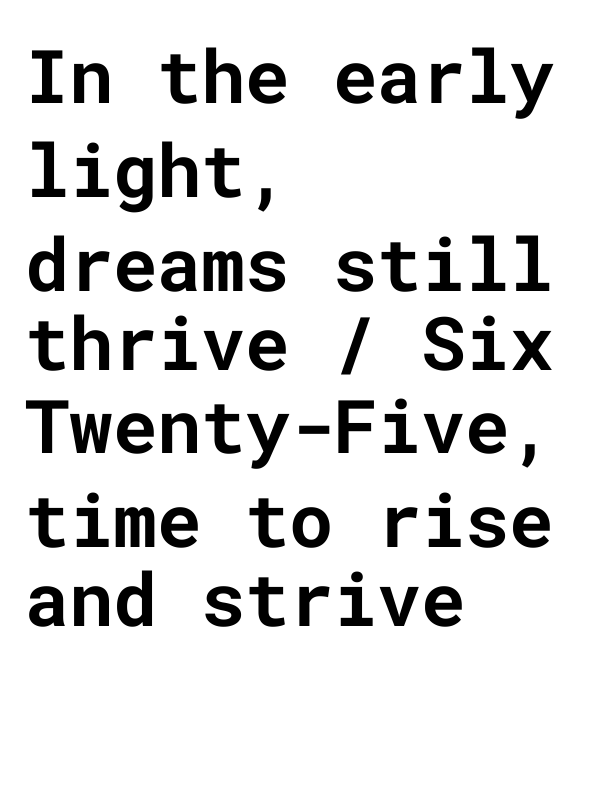 In the early
light,
dreams still
thrive / Six
Twenty-Five,
time to rise
and strive